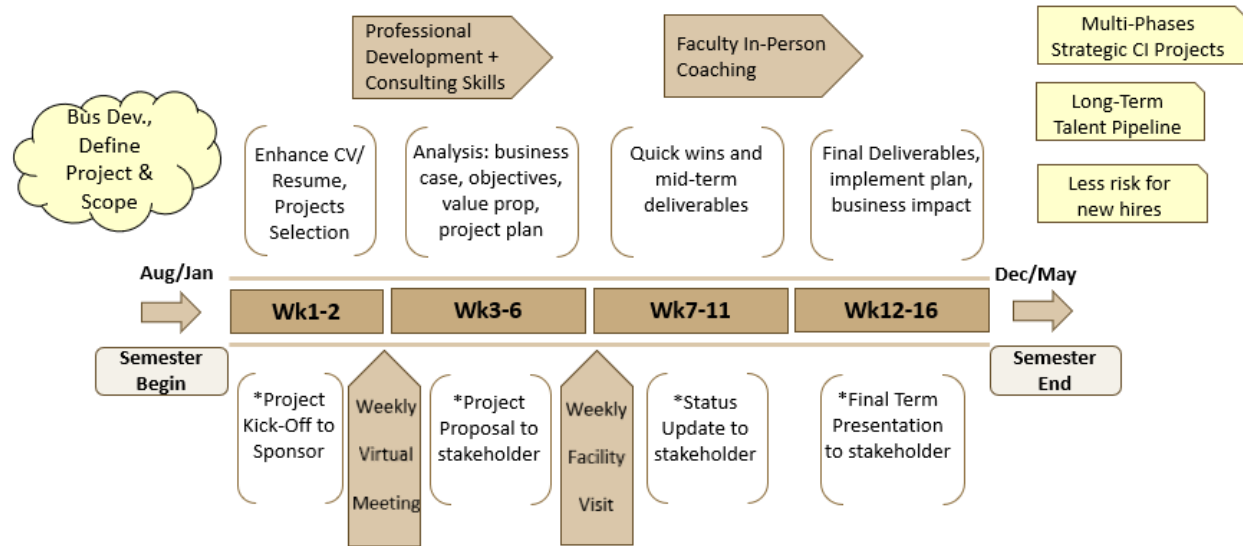 Professional
Development +
Consulting Skills
Faculty In-Person
Coaching
Multi-Phases
Strategic CI Projects
Long-Term
Talent Pipeline
Less risk for
new hires
Bus Dev.,
Define
Project &
Scope
Enhance CV/
Resume,
Projects
Selection
Analysis: business
case, objectives,
value prop,
project plan
Quick wins and
mid-term
deliverables
Final Deliverables,
implement plan,
business impact
Aug/Jan
Dec/May
Wk1-2
Wk3-6
Wk7-11
Wk12-16
Semester
Begin
Semester
End
*Project
Kick-Off to
Sponsor
Weekly
Virtual
Meeting
*Project
Proposal to
stakeholder
Weekly
Facility
Visit
*Status
Update to
stakeholder
*Final Term
Presentation
to stakeholder